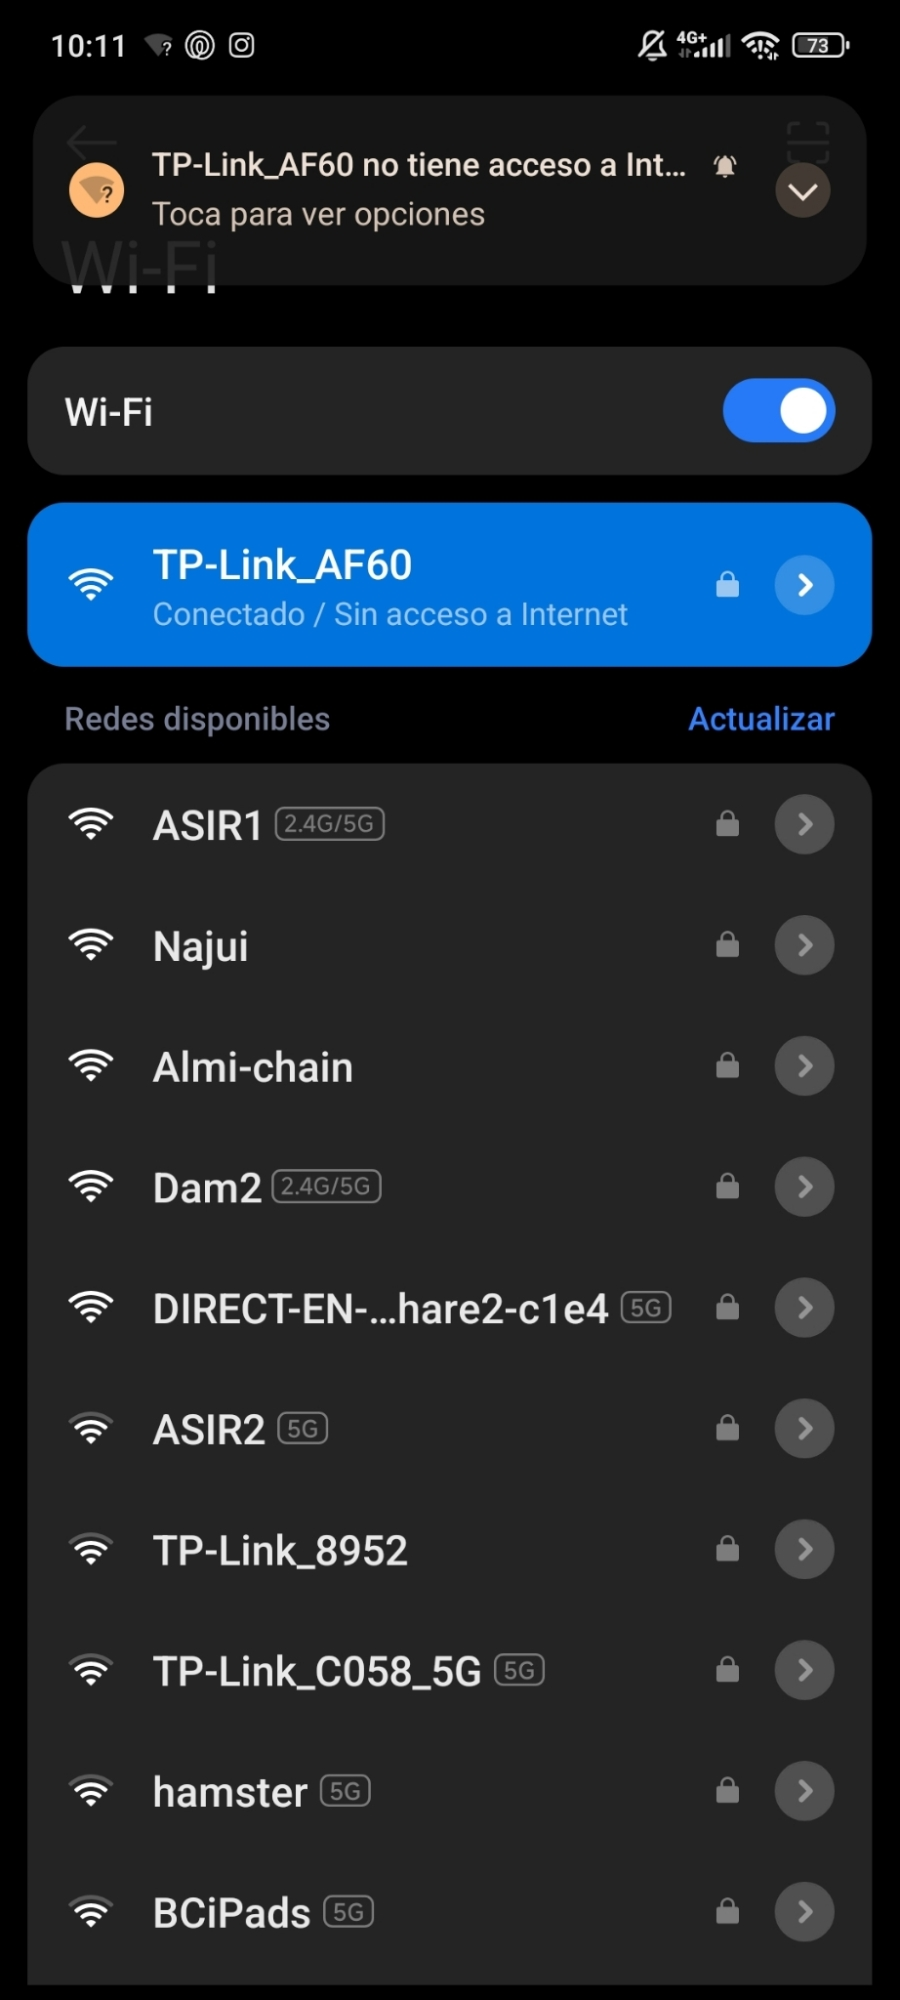 10:11
4G+
73
TP-Link_AF60 no tiene acceso a Int...
Toca para ver opciones
Wi-Fi
Wi-Fi
TP-Link_AF60
Conectado / Sin acceso a Internet
Redes disponibles
Actualizar
ASIR1 2.4G/5G
Najui
Almi-chain
Dam2 2.4G/5G
DIRECT-EN-...hare2-c1e4 5G
ASIR2 5G
TP-Link_8952
TP-Link_C058_5G 5G
hamster 5G
BCiPads 5G